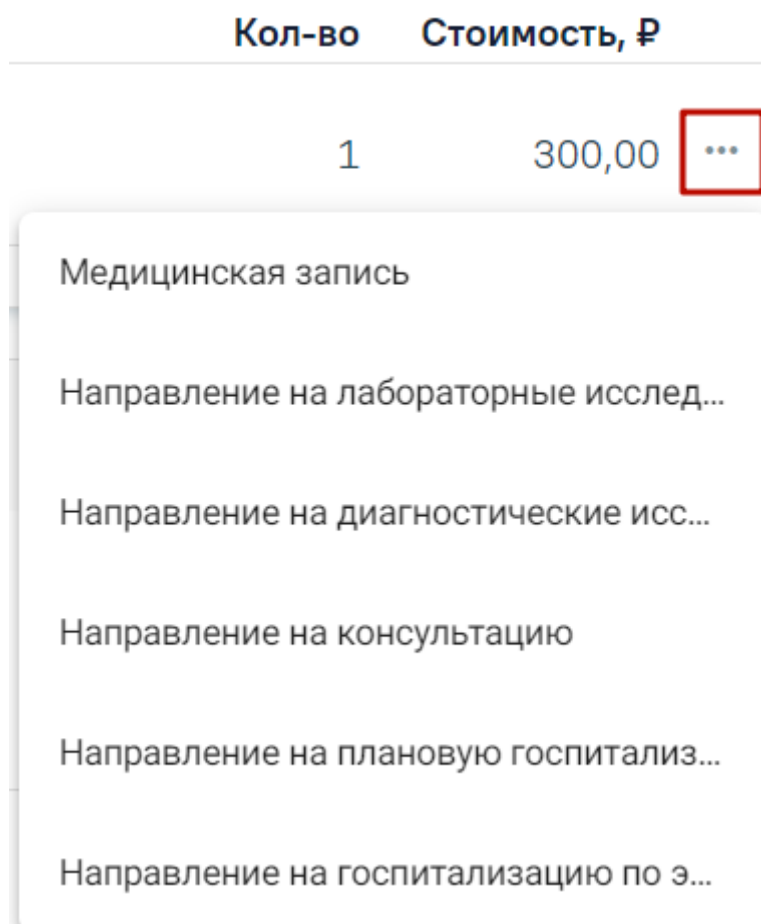 Кол-во Стоимость, ₽
1 300,00 •••
Медицинская запись
Направление на лабораторные исслед...
Направление на диагностические исс...
Направление на консультацию
Направление на плановую госпитализ...
Направление на госпитализацию по э...